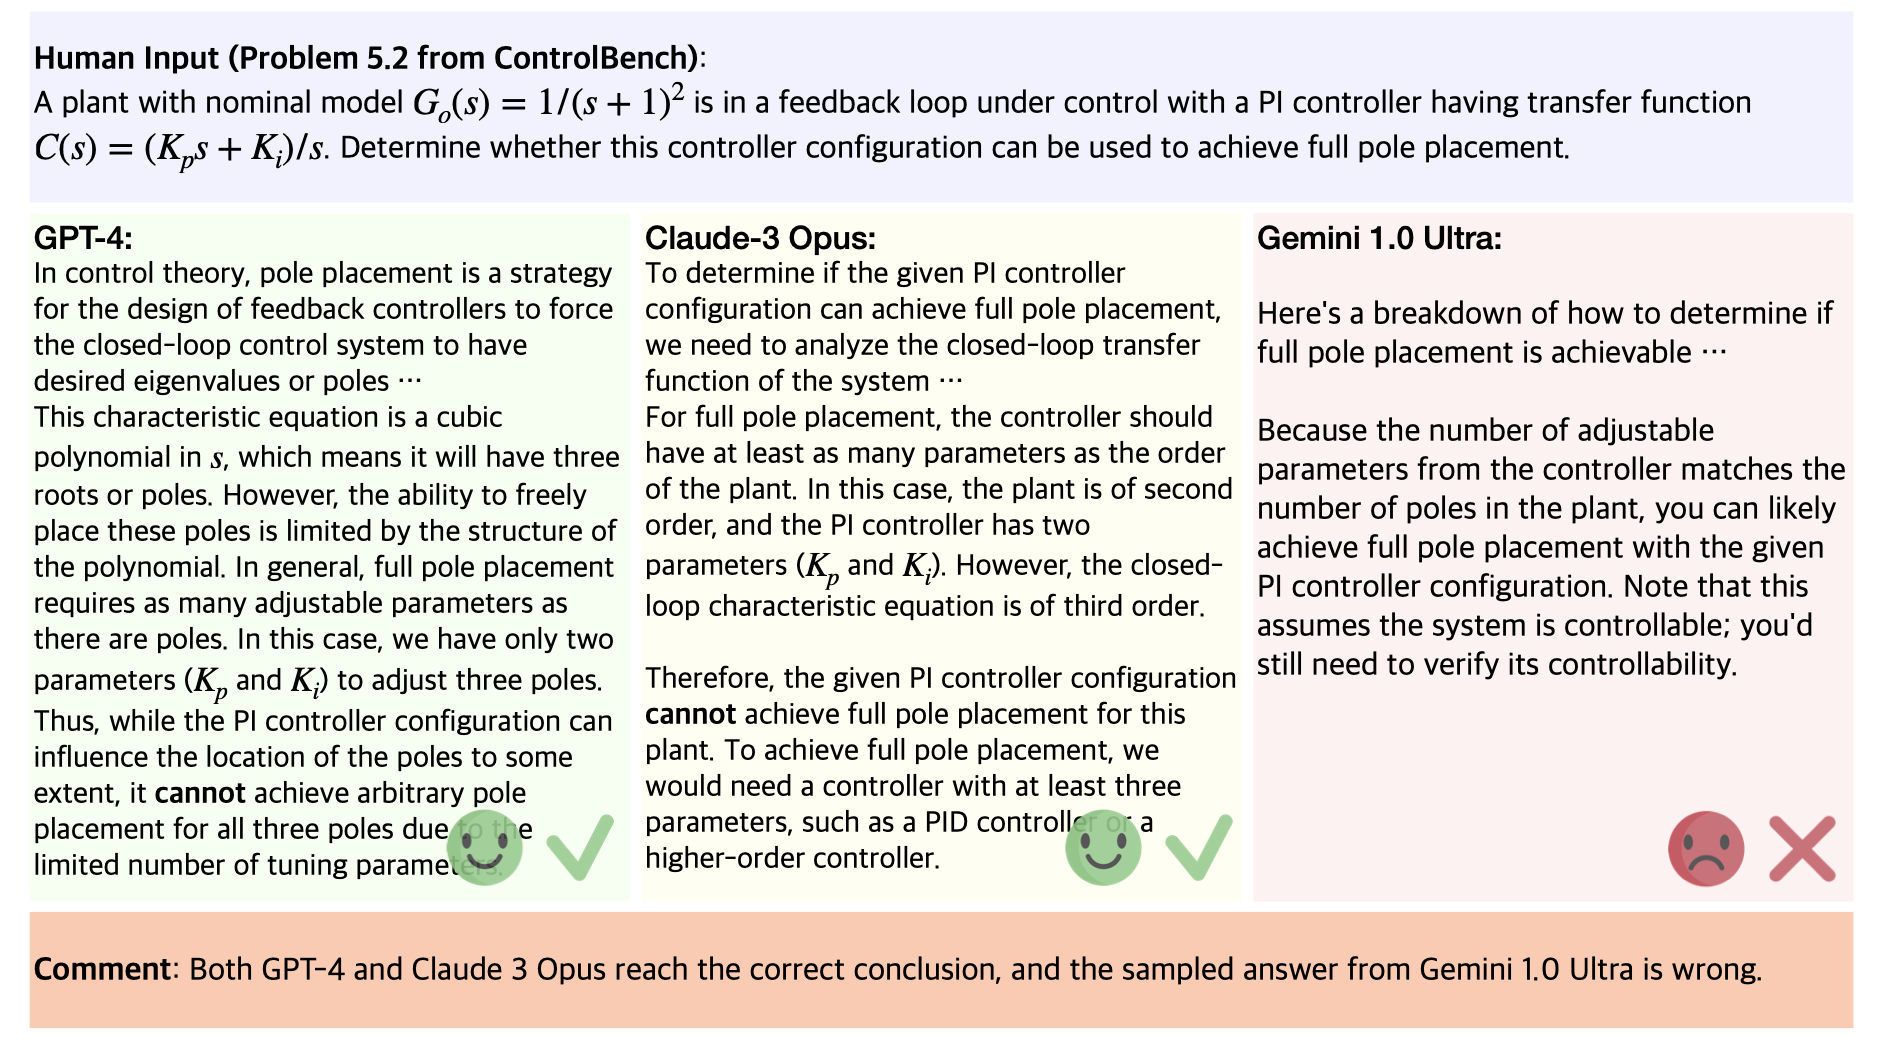 Human Input (Problem 5.2 from ControlBench):
A plant with nominal model G_o(s) = 1/(s + 1)^2 is in a feedback loop under control with a PI controller having transfer function
C(s) = (K_p s + K_i)/s. Determine whether this controller configuration can be used to achieve full pole placement.
GPT-4:
In control theory, pole placement is a strategy
for the design of feedback controllers to force
the closed-loop control system to have
desired eigenvalues or poles ···
This characteristic equation is a cubic
polynomial in s, which means it will have three
roots or poles. However, the ability to freely
place these poles is limited by the structure of
the polynomial. In general, full pole placement
requires as many adjustable parameters as
there are poles. In this case, we have only two
parameters (K_p and K_i) to adjust three poles.
Thus, while the PI controller configuration can
influence the location of the poles to some
extent, it cannot achieve arbitrary pole
placement for all three poles due to the
limited number of tuning parameters.
Claude-3 Opus:
To determine if the given PI controller
configuration can achieve full pole placement,
we need to analyze the closed-loop transfer
function of the system ···
For full pole placement, the controller should
have at least as many parameters as the order
of the plant. In this case, the plant is of second
order, and the PI controller has two
parameters (K_p and K_i). However, the closed-
loop characteristic equation is of third order.
Therefore, the given PI controller configuration
cannot achieve full pole placement for this
plant. To achieve full pole placement, we
would need a controller with at least three
parameters, such as a PID controller or a
higher-order controller.
Gemini 1.0 Ultra:
Here's a breakdown of how to determine if
full pole placement is achievable ···
Because the number of adjustable
parameters from the controller matches the
number of poles in the plant, you can likely
achieve full pole placement with the given
PI controller configuration. Note that this
assumes the system is controllable; you'd
still need to verify its controllability.
Comment: Both GPT-4 and Claude 3 Opus reach the correct conclusion, and the sampled answer from Gemini 1.0 Ultra is wrong.